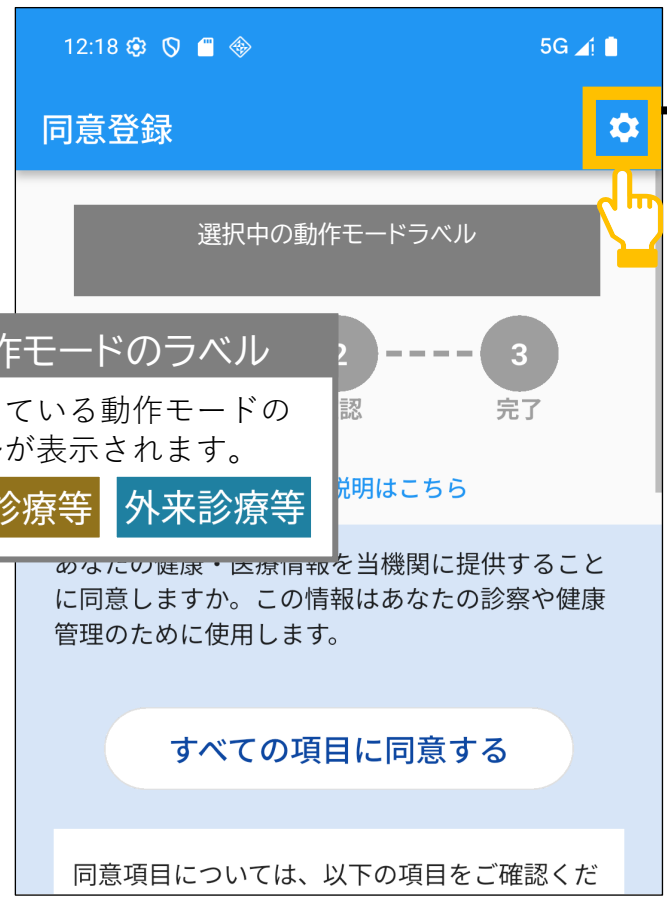 12:18
5G
同意登録
選択中の動作モードラベル
作モードのラベル
ている動作モードの
が表示されます。
診療等 外来診療等
2 3
認 完了
説明はこちら
あなたの健康・医療情報を当機関に提供すること
に同意しますか。この情報はあなたの診察や健康
管理のために使用します。
すべての項目に同意する
同意項目については、以下の項目をご確認くだ